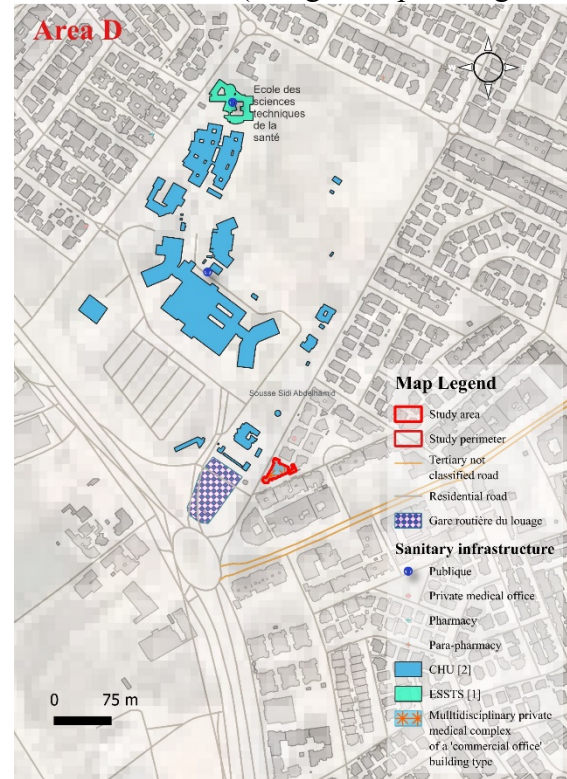 Area D
Ecole des
sciences
techniques
de la
santé
Sousse Sidi Abdelhamid
Map Legend
Study area
Study perimeter
Tertiary not
classified road
Residential road
Gare routière du louage
Sanitary infrastructure
Publique
Private medical office
Pharmacy
Para-pharmacy
CHU [2]
ESSTS [1]
Mulltidisciplinary private
medical complex
of a 'commercial office'
building type
0 75 m